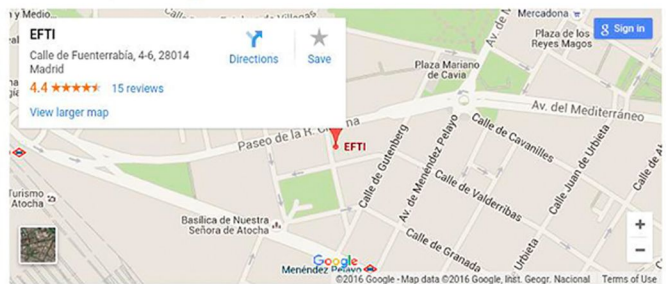 y Medio...
EFTI
Calle de Fuenterrabía, 4-6, 28014
Madrid
4.4
15 reviews
View larger map
Directions
Save
Mercadona
Sign in
Plaza de los
Reyes Magos
Plaza Mariano
de Cavia
Av. del Mediterráneo
Paseo de la R.
EFTI
Calle de Gutenberg
Av. de Menéndez Pelayo
Calle de Cavanilles
Calle Juan de Urbieta
Calle de Valderribas
Calle de Granada
Urbieta
Turismo
Atocha
Basílica de Nuestra
Señora de Atocha
Menéndez Pelayo
Google
+
−
©2016 Google - Map data ©2016 Google, Inst. Geogr. Nacional
Terms of Use